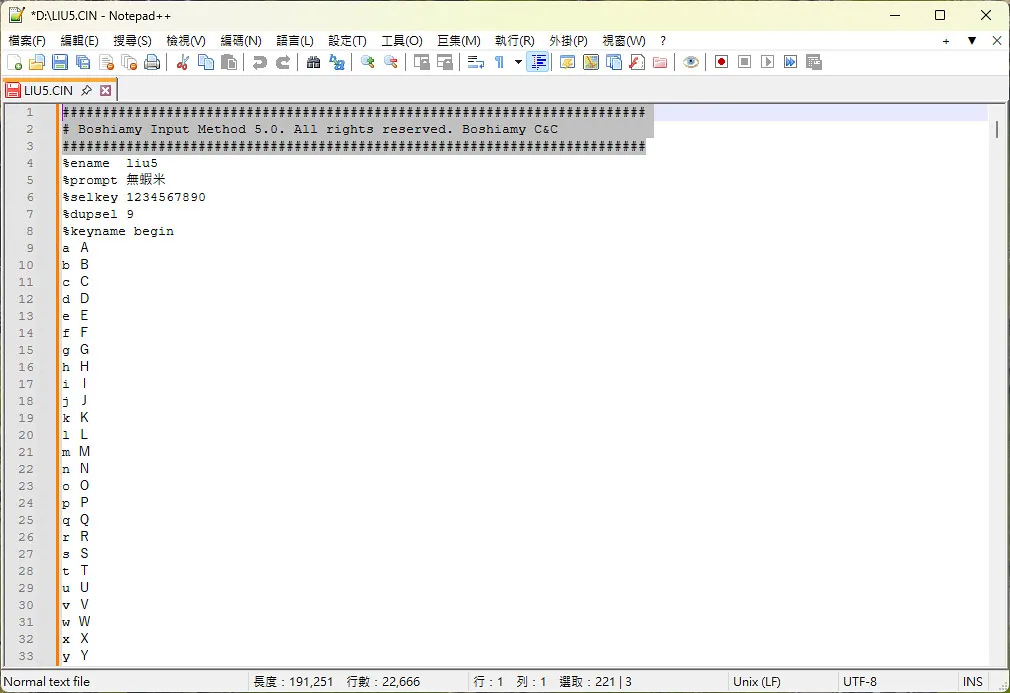 *D:\LIU5.CIN - Notepad++
檔案(F) 編輯(E) 搜尋(S) 檢視(V) 編碼(N) 語言(L) 設定(T) 工具(O) 巨集(M) 執行(R) 外掛(P) 視窗(W) ? + ▼ X
LIU5.CIN
1 #########################################################################
2 # Boshiamy Input Method 5.0. All rights reserved. Boshiamy C&C
3 #########################################################################
4 %ename liu5
5 %prompt 無蝦米
6 %selkey 1234567890
7 %dupsel 9
8 %keyname begin
9 a A
10 b B
11 c C
12 d D
13 e E
14 f F
15 g G
16 h H
17 i I
18 j J
19 k K
20 l L
21 m M
22 n N
23 o O
24 p P
25 q Q
26 r R
27 s S
28 t T
29 u U
30 v V
31 w W
32 x X
33 y Y
Normal text file 長度：191,251 行數：22,666 行：1 列：1 選取：221 | 3 Unix (LF) UTF-8 INS